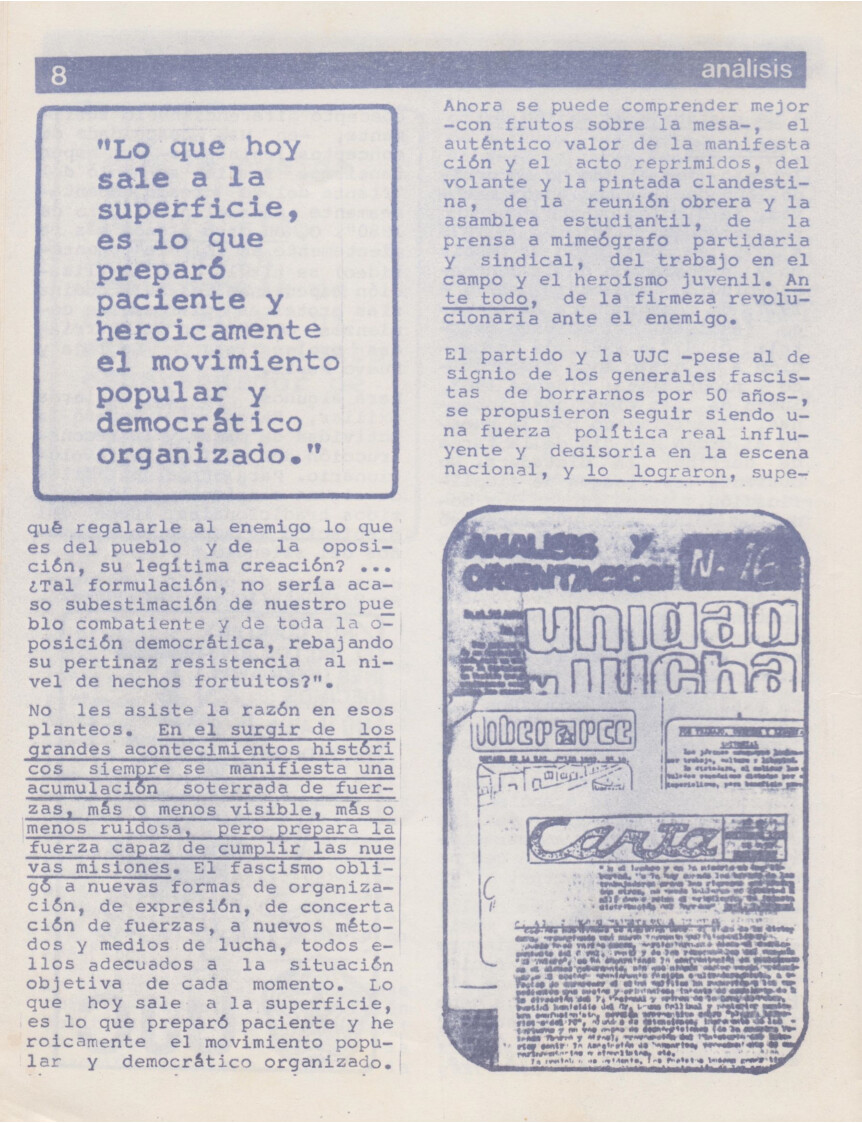 8
análisis
"Lo que hoy
sale a la
superficie,
es lo que
preparó
paciente y
heroicamente
el movimiento
popular y
democrático
organizado."
qué regalarle al enemigo lo que
es del pueblo y de la oposi-
ción, su legítima creación? ...
¿Tal formulación, no sería aca-
so subestimación de nuestro pue
blo combatiente y de toda la o-
posición democrática, rebajando
su pertinaz resistencia al ni-
vel de hechos fortuitos?".
No les asiste la razón en esos
planteos. En el surgir de los
grandes acontecimientos históri
cos siempre se manifiesta una
acumulación soterrada de fuer-
zas, más o menos visible, más o
menos ruidosa, pero prepara la
fuerza capaz de cumplir las nue
vas misiones. El fascismo obli-
gó a nuevas formas de organiza-
ción, de expresión, de concerta
ción de fuerzas, a nuevos méto-
dos y medios de lucha, todos e-
llos adecuados a la situación
objetiva de cada momento. Lo
que hoy sale a la superficie,
es lo que preparó paciente y he
roicamente el movimiento popu-
lar y democrático organizado.
Ahora se puede comprender mejor
-con frutos sobre la mesa-, el
auténtico valor de la manifesta
ción y el acto reprimidos, del
volante y la pintada clandesti-
na, de la reunión obrera y la
asamblea estudiantil, de la
prensa a mimeógrafo partidaria
y sindical, del trabajo en el
campo y el heroísmo juvenil. An
te todo, de la firmeza revolu-
cionaria ante el enemigo.
El partido y la UJC -pese al de
signio de los generales fascis-
tas de borrarnos por 50 años-,
se propusieron seguir siendo u-
na fuerza política real influ-
yente y decisoria en la escena
nacional, y lo lograron, supe-
ANALISIS Y
ORIENTACION N. 16
unidad
lucha
EDITORIAL
Carta